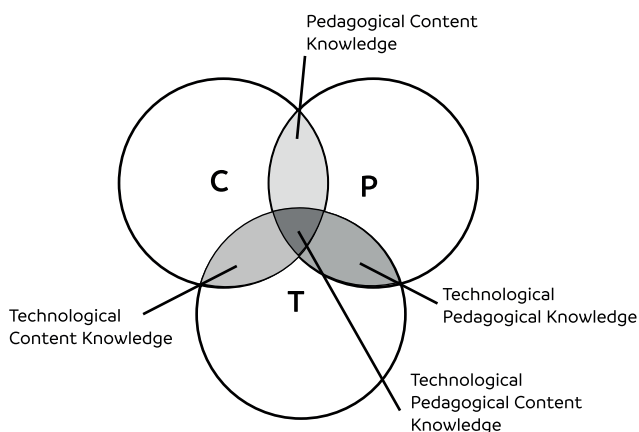 Pedagogical Content
Knowledge
C
P
T
Technological
Content Knowledge
Technological
Pedagogical Knowledge
Technological
Pedagogical Content
Knowledge